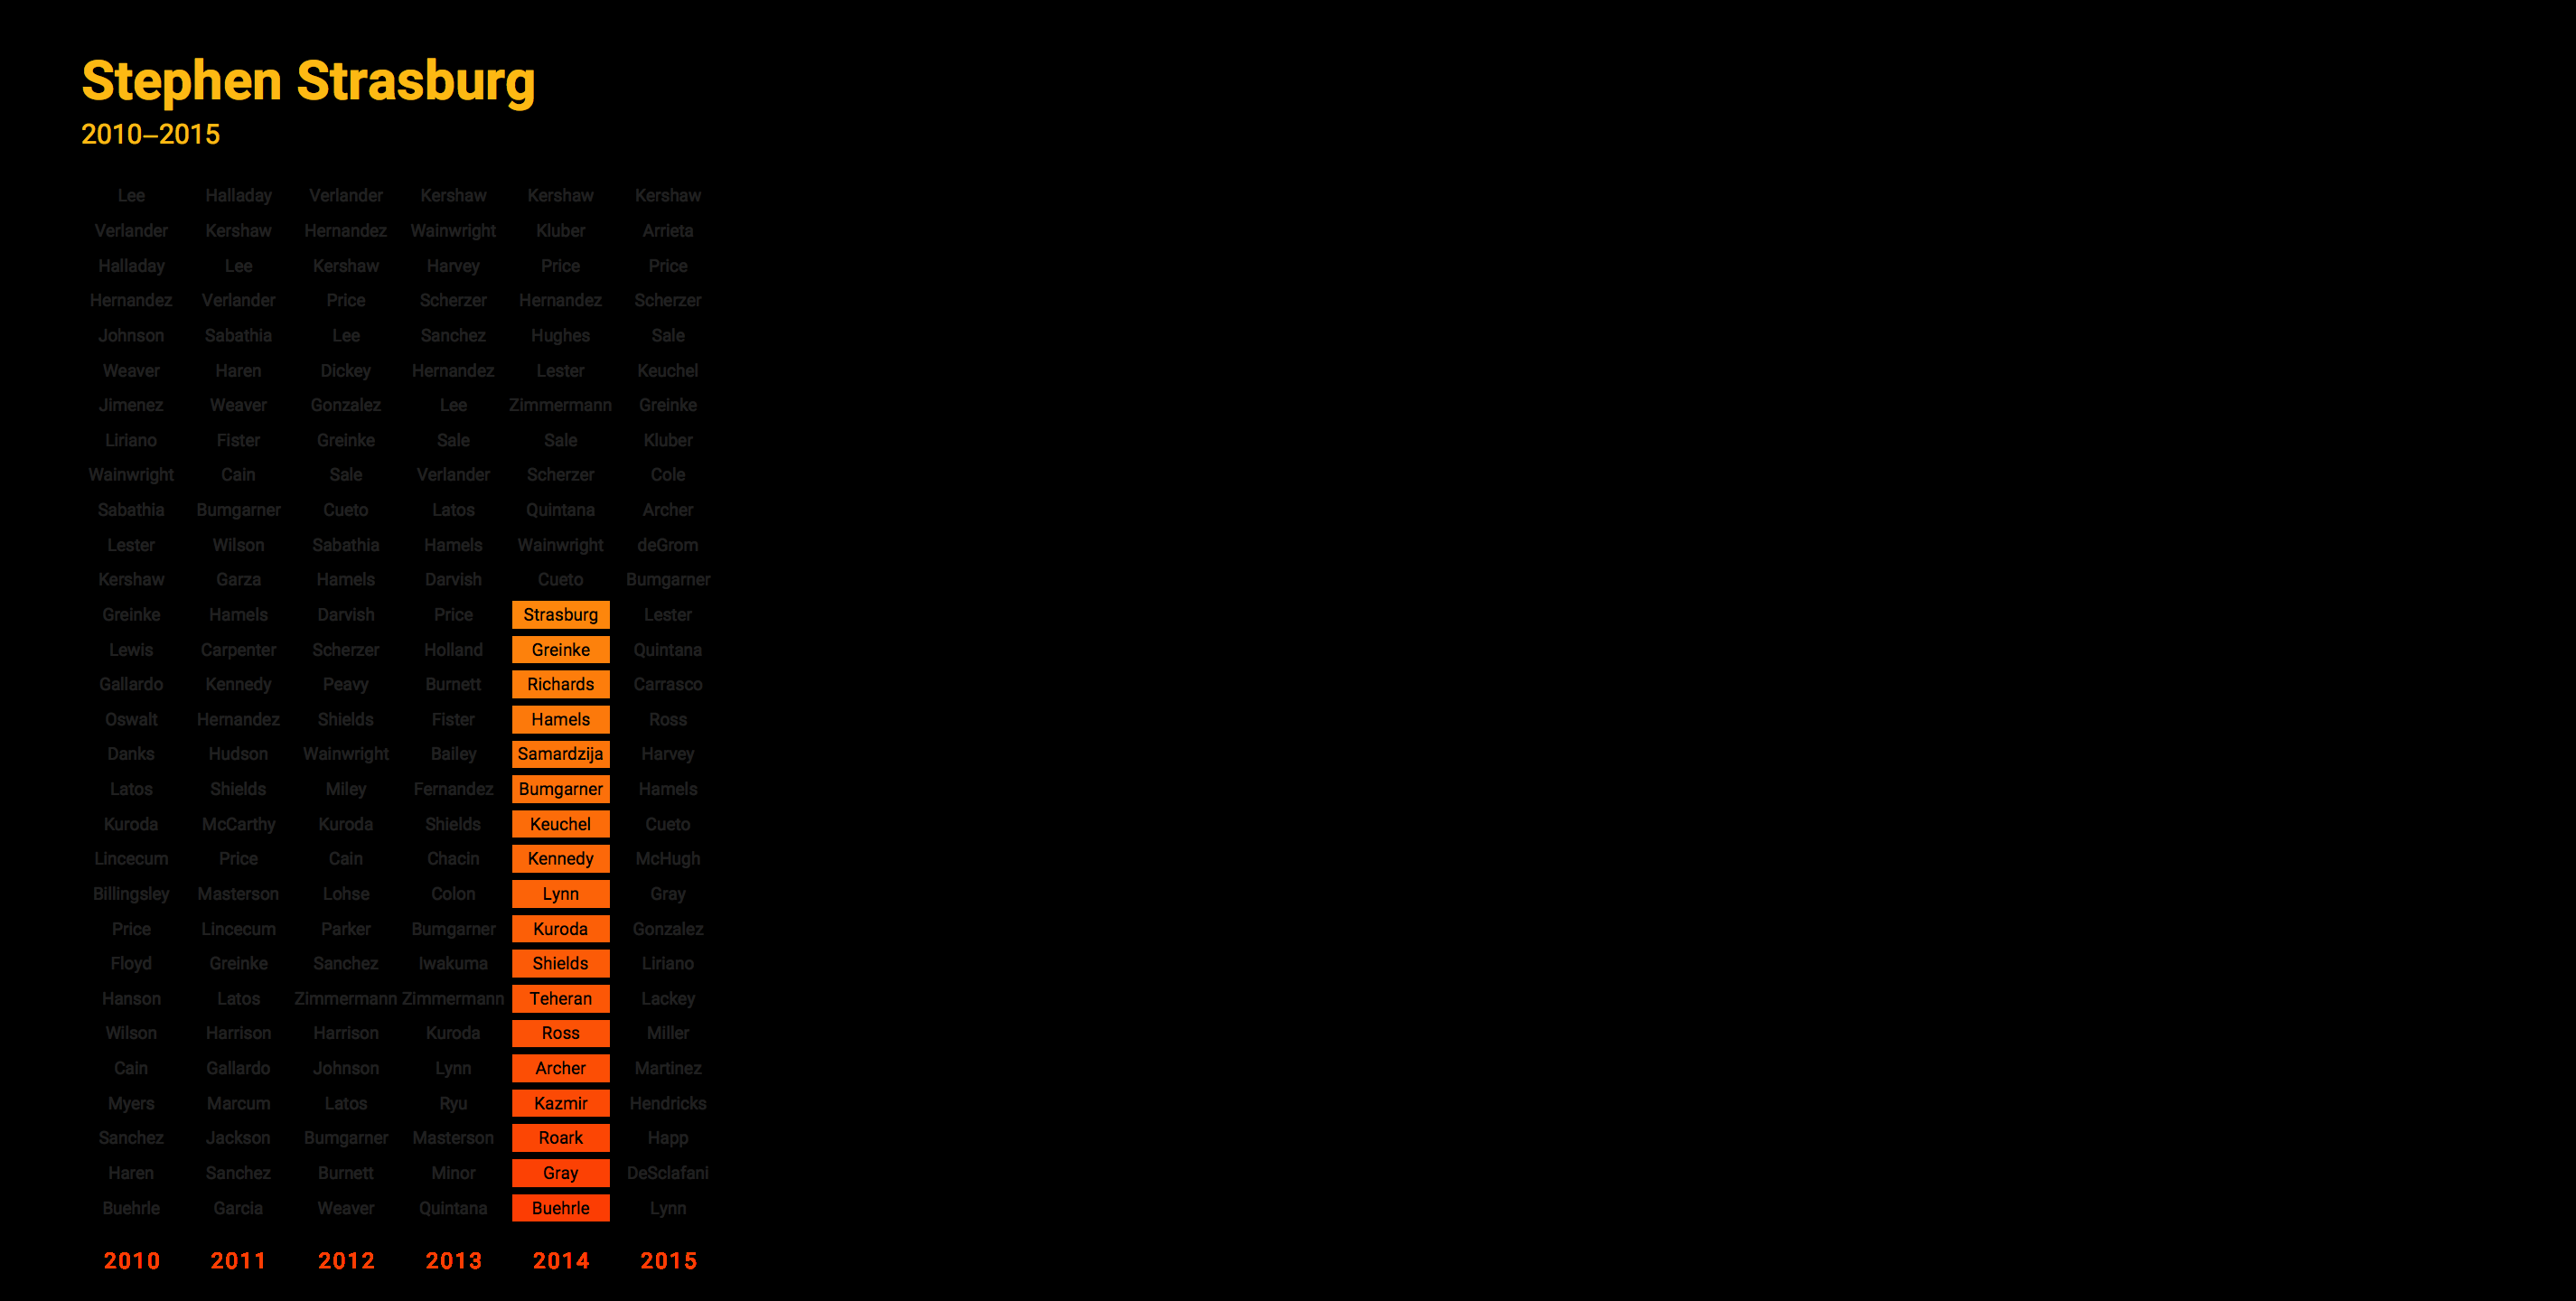 Stephen Strasburg
2010–2015
Lee Halladay Verlander Kershaw Kershaw Kershaw
Verlander Kershaw Hernandez Wainwright Kluber Arrieta
Halladay Lee Kershaw Harvey Price Price
Hernandez Verlander Price Scherzer Hernandez Scherzer
Johnson Sabathia Lee Sanchez Hughes Sale
Weaver Haren Dickey Hernandez Lester Keuchel
Jimenez Weaver Gonzalez Lee Zimmermann Greinke
Liriano Fister Greinke Sale Sale Kluber
Wainwright Cain Sale Verlander Scherzer Cole
Sabathia Bumgarner Cueto Latos Quintana Archer
Lester Wilson Sabathia Hamels Wainwright deGrom
Kershaw Garza Hamels Darvish Cueto Bumgarner
Greinke Hamels Darvish Price Strasburg Lester
Lewis Carpenter Scherzer Holland Greinke Quintana
Gallardo Kennedy Peavy Burnett Richards Carrasco
Oswalt Hernandez Shields Fister Hamels Ross
Danks Hudson Wainwright Bailey Samardzija Harvey
Latos Shields Miley Fernandez Bumgarner Hamels
Kuroda McCarthy Kuroda Shields Keuchel Cueto
Lincecum Price Cain Chacin Kennedy McHugh
Billingsley Masterson Lohse Colon Lynn Gray
Price Lincecum Parker Bumgarner Kuroda Gonzalez
Floyd Greinke Sanchez Iwakuma Shields Liriano
Hanson Latos Zimmermann Zimmermann Teheran Lackey
Wilson Harrison Harrison Kuroda Ross Miller
Cain Gallardo Johnson Lynn Archer Martinez
Myers Marcum Latos Ryu Kazmir Hendricks
Sanchez Jackson Bumgarner Masterson Roark Happ
Haren Sanchez Burnett Minor Gray DeSclafani
Buehrle Garcia Weaver Quintana Buehrle Lynn
2010 2011 2012 2013 2014 2015